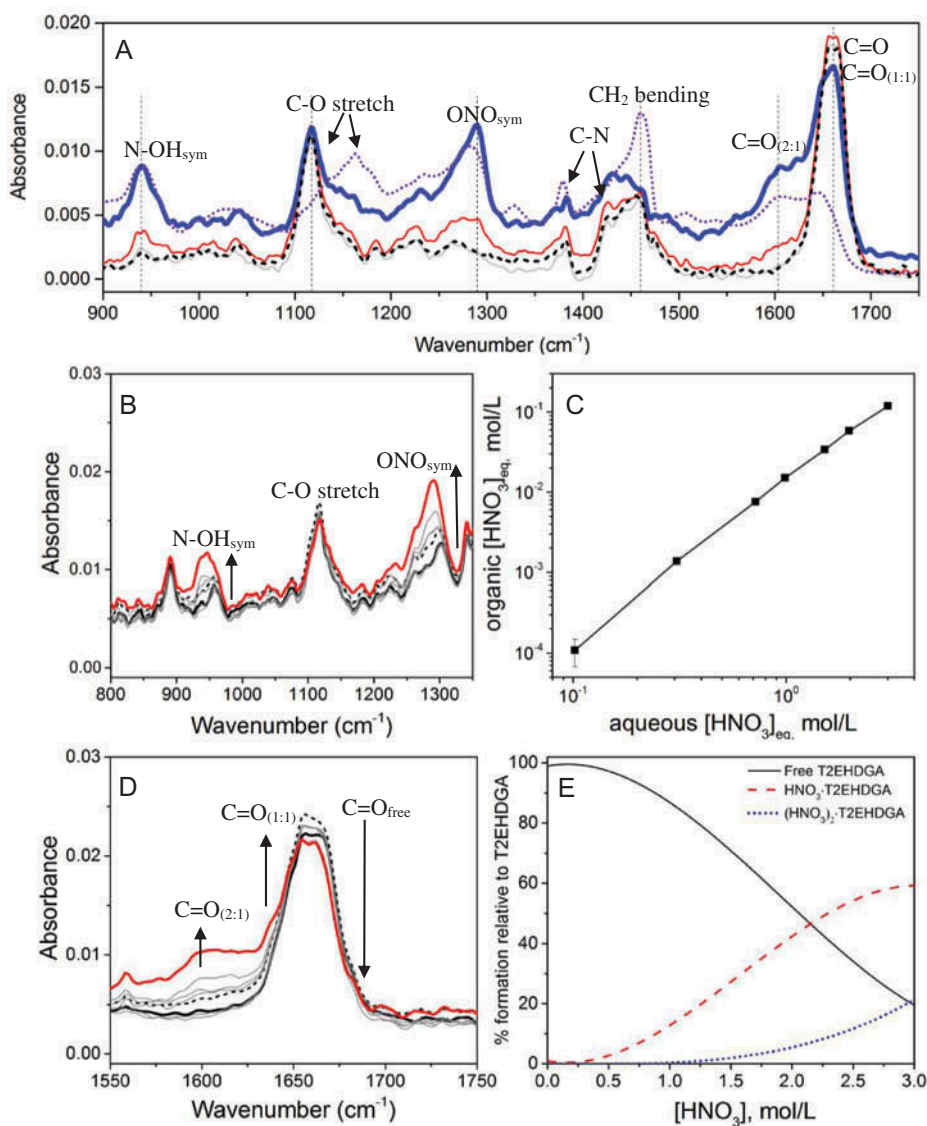 A
0.020
0.015
0.010
0.005
0.000
Absorbance
N-OHsym
C-O stretch
ONOsym
C-N
CH2 bending
C=O(2:1)
C=O
C=O(1:1)
900 1000 1100 1200 1300 1400 1500 1600 1700
Wavenumber (cm-1)
B
0.03
0.02
0.01
0.00
Absorbance
N-OHsym
C-O stretch
ONOsym
800 900 1000 1100 1200 1300
Wavenumber (cm-1)
C
10-1
10-2
10-3
10-4
organic [HNO3]eq. mol/L
10-1 100
aqueous [HNO3]eq. mol/L
D
0.03
0.02
0.01
0.00
Absorbance
C=O(2:1)
C=O(1:1)
C=Ofree
1550 1600 1650 1700 1750
Wavenumber (cm-1)
E
Free T2EHDGA
HNO3·T2EHDGA
(HNO3)2·T2EHDGA
100
80
60
40
20
0
% formation relative to T2EHDGA
0.0 0.5 1.0 1.5 2.0 2.5 3.0
[HNO3], mol/L